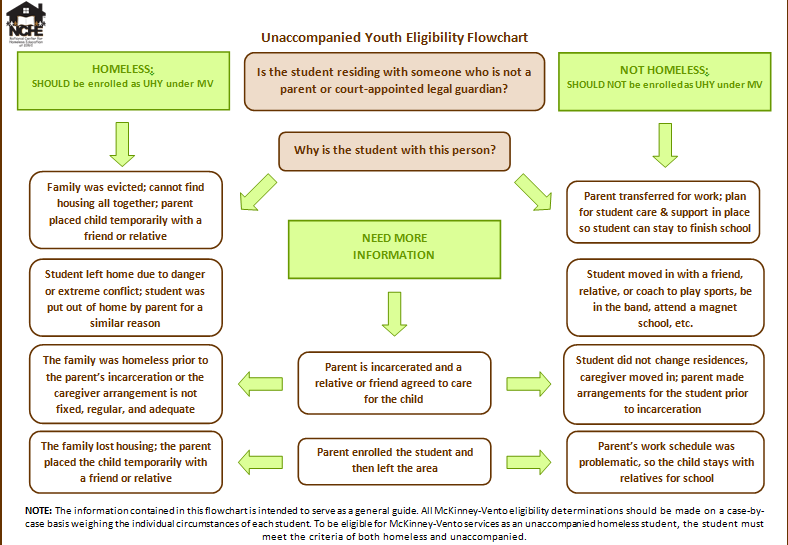 NCHE
National Center for
Homeless Education
Unaccompanied Youth Eligibility Flowchart
HOMELESS;
SHOULD be enrolled as UHY under MV
Is the student residing with someone who is not a
parent or court-appointed legal guardian?
NOT HOMELESS;
SHOULD NOT be enrolled as UHY under MV
Why is the student with this person?
Family was evicted; cannot find
housing all together; parent
placed child temporarily with a
friend or relative
Parent transferred for work; plan
for student care & support in place
so student can stay to finish school
NEED MORE
INFORMATION
Student left home due to danger
or extreme conflict; student was
put out of home by parent for a
similar reason
Student moved in with a friend,
relative, or coach to play sports, be
in the band, attend a magnet
school, etc.
The family was homeless prior to
the parent's incarceration or the
caregiver arrangement is not
fixed, regular, and adequate
Parent is incarcerated and a
relative or friend agreed to care
for the child
Student did not change residences,
caregiver moved in; parent made
arrangements for the student prior
to incarceration
The family lost housing; the parent
placed the child temporarily with
a friend or relative
Parent enrolled the student and
then left the area
Parent's work schedule was
problematic, so the child stays with
relatives for school
NOTE: The information contained in this flowchart is intended to serve as a general guide. All McKinney-Vento eligibility determinations should be made on a case-by-
case basis weighing the individual circumstances of each student. To be eligible for McKinney-Vento services as an unaccompanied homeless student, the student must
meet the criteria of both homeless and unaccompanied.